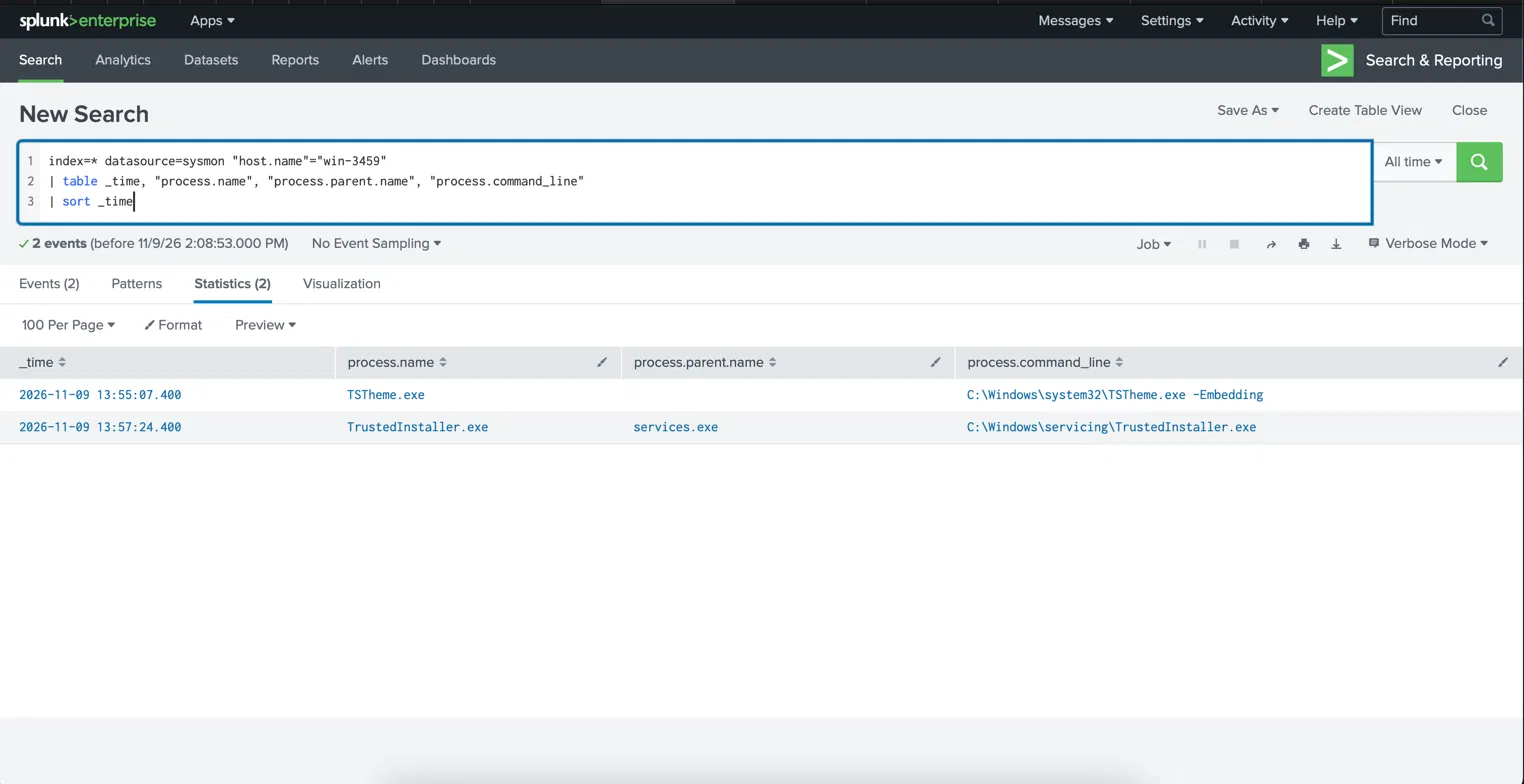 splunk>enterprise Apps Messages Settings Activity Help Find
Search Analytics Datasets Reports Alerts Dashboards Search & Reporting
New Search Save As Create Table View Close
1 index=* datasource=sysmon "host.name"="win-3459" All time
2 | table _time, "process.name", "process.parent.name", "process.command_line"
3 | sort _time
✓ 2 events (before 11/9/26 2:08:53.000 PM) No Event Sampling Job Verbose Mode
Events (2) Patterns Statistics (2) Visualization
100 Per Page Format Preview
_time process.name process.parent.name process.command_line
2026-11-09 13:55:07.400 TSTheme.exe C:\Windows\system32\TSTheme.exe -Embedding
2026-11-09 13:57:24.400 TrustedInstaller.exe services.exe C:\Windows\servicing\TrustedInstaller.exe